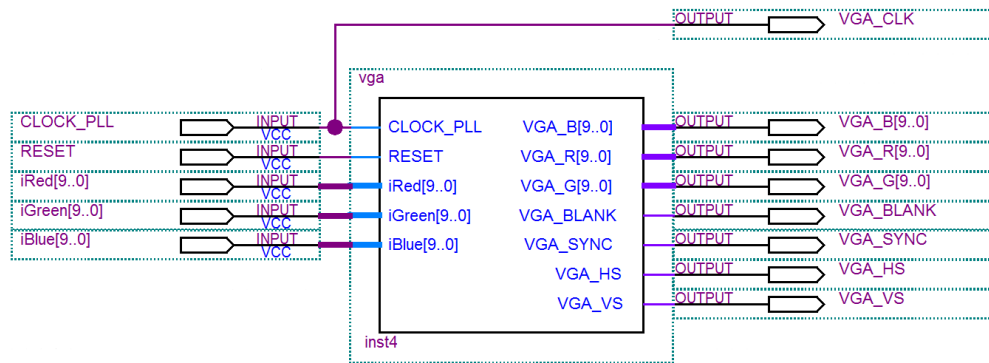 OUTPUT VGA_CLK
vga
CLOCK_PLL INPUT VCC CLOCK_PLL VGA_B[9..0] OUTPUT VGA_B[9..0]
RESET INPUT VCC RESET VGA_R[9..0] OUTPUT VGA_R[9..0]
iRed[9..0] INPUT VCC iRed[9..0] VGA_G[9..0] OUTPUT VGA_G[9..0]
iGreen[9..0] INPUT VCC iGreen[9..0] VGA_BLANK OUTPUT VGA_BLANK
iBlue[9..0] INPUT VCC iBlue[9..0] VGA_SYNC OUTPUT VGA_SYNC
VGA_HS OUTPUT VGA_HS
VGA_VS OUTPUT VGA_VS
inst4